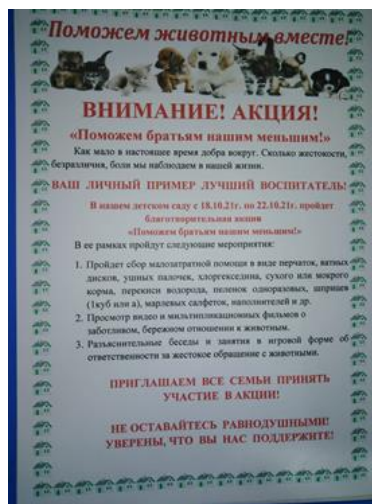 Поможем животным вместе!
ВНИМАНИЕ! АКЦИЯ!
«Поможем братьям нашим меньшим!»
Как мало в настоящее время добра вокруг. Сколько жестокости,
безразличия, боли мы наблюдаем в нашей жизни.
ВАШ ЛИЧНЫЙ ПРИМЕР ЛУЧШИЙ ВОСПИТАТЕЛЬ!
В нашем детском саду с 18.10.21г. по 22.10.21г. пройдет
благотворительная акция
«Поможем братьям нашим меньшим!»
В ее рамках пройдут следующие мероприятия:
1. Пройдет сбор малозатратной помощи в виде перчаток, ватных
дисков, ушных палочек, хлоргексидина, сухого или мокрого
корма, перекиси водорода, пеленок одноразовых, шприцев
(1куб или а), марлевых салфеток, наполнителей и др.
2. Просмотр видео и мультипликационных фильмов о
заботливом, бережном отношении к животным.
3. Разъяснительные беседы и занятия в игровой форме об
ответственности за жестокое обращение с животными.
ПРИГЛАШАЕМ ВСЕ СЕМЬИ ПРИНЯТЬ
УЧАСТИЕ В АКЦИИ!
НЕ ОСТАВАЙТЕСЬ РАВНОДУШНЫМИ!
УВЕРЕНЫ, ЧТО ВЫ НАС ПОДДЕРЖИТЕ!